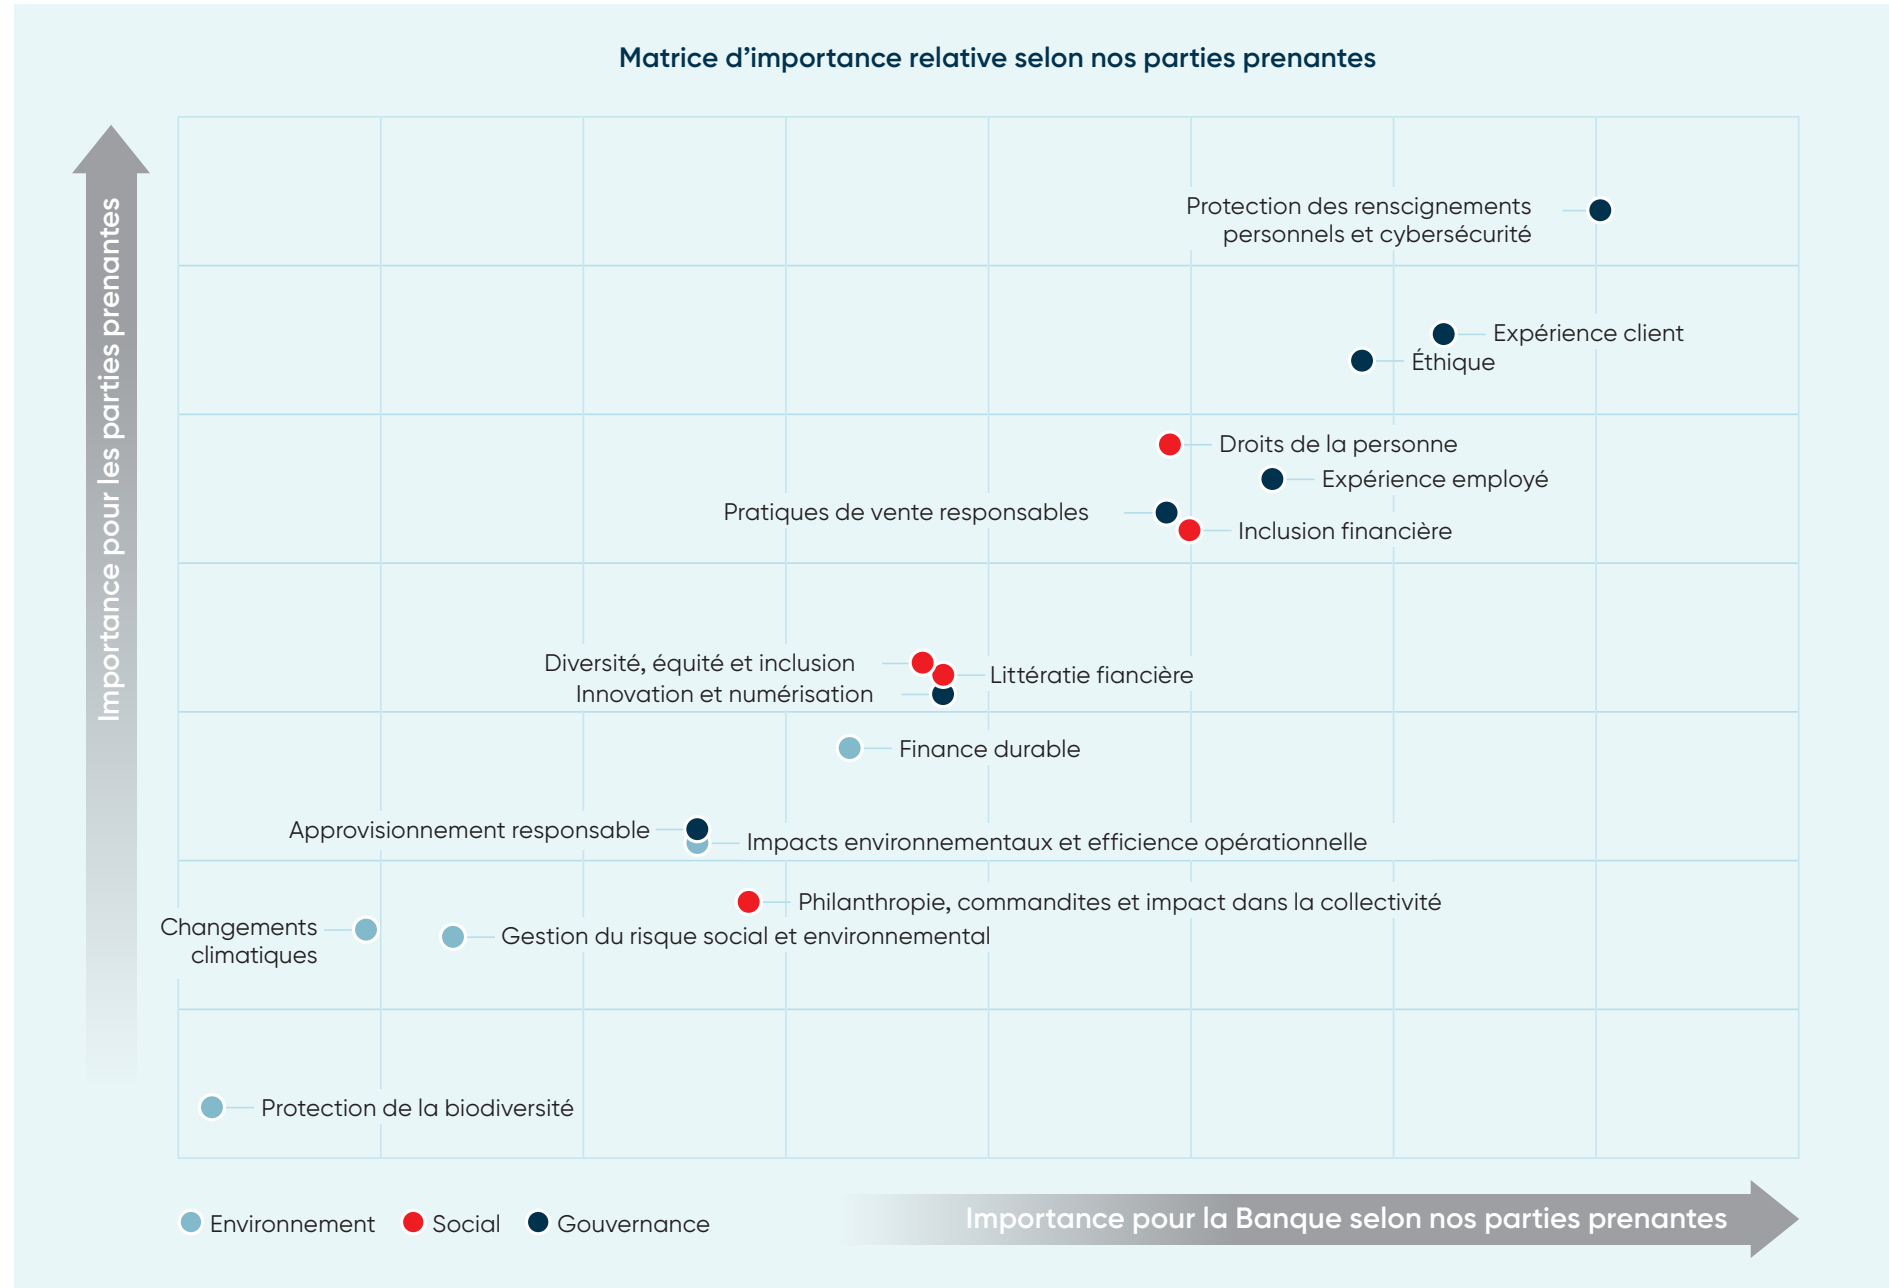 Matrice d’importance relative selon nos parties prenantes
Importance pour les parties prenantes
Protection des renscignements
personnels et cybersécurité
Expérience client
Éthique
Droits de la personne
Expérience employé
Pratiques de vente responsables
Inclusion financière
Diversité, équité et inclusion
Littératie fiancière
Innovation et numérisation
Finance durable
Approvisionnement responsable
Impacts environnementaux et efficience opérationnelle
Philanthropie, commandites et impact dans la collectivité
Changements
climatiques
Gestion du risque social et environnemental
Protection de la biodiversité
Environnement
Social
Gouvernance
Importance pour la Banque selon nos parties prenantes